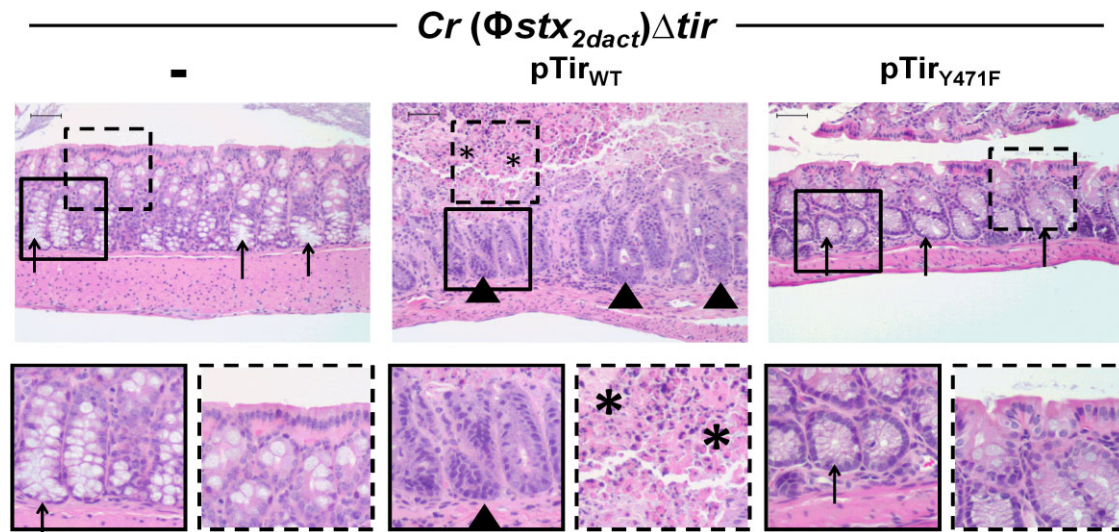 Cr (Φstx2dact)Δtir
-
pTirWT
pTirY471F
* *
* *